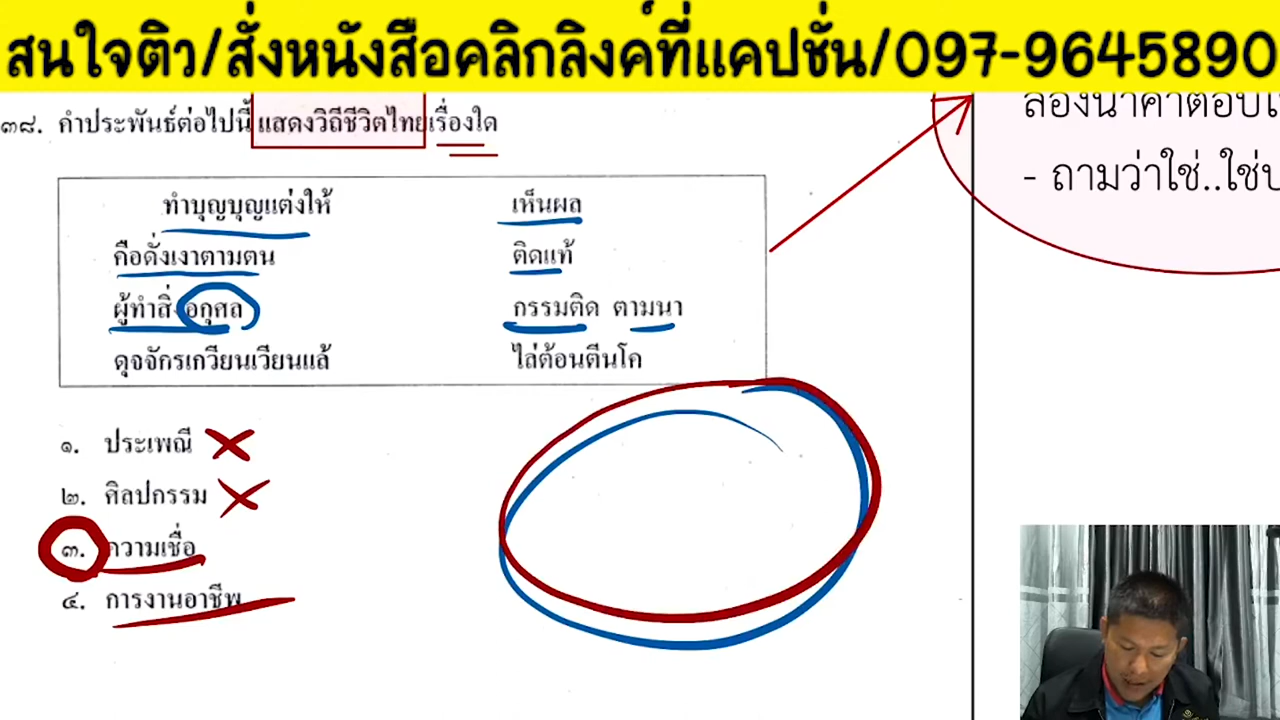 สนใจติว/สั่งหนังสือคลิกลิงค์ที่แคปชั่น/097-9645890
๓๘. คำประพันธ์ต่อไปนี้ แสดงวิถีชีวิตไทยเรื่องใด
ทำบุญบุญแต่งให้ เห็นผล
คือดั่งเงาตามตน ติดแท้
ผู้ทำสิ่งอกุศล กรรมติด ตามนา
ดุจจักรเกวียนเวียนแล้ ไล่ต้อนตีนโค
๑. ประเพณี
๒. ศิลปกรรม
๓. ความเชื่อ
๔. การงานอาชีพ
- ถามว่าใช่..ใช่